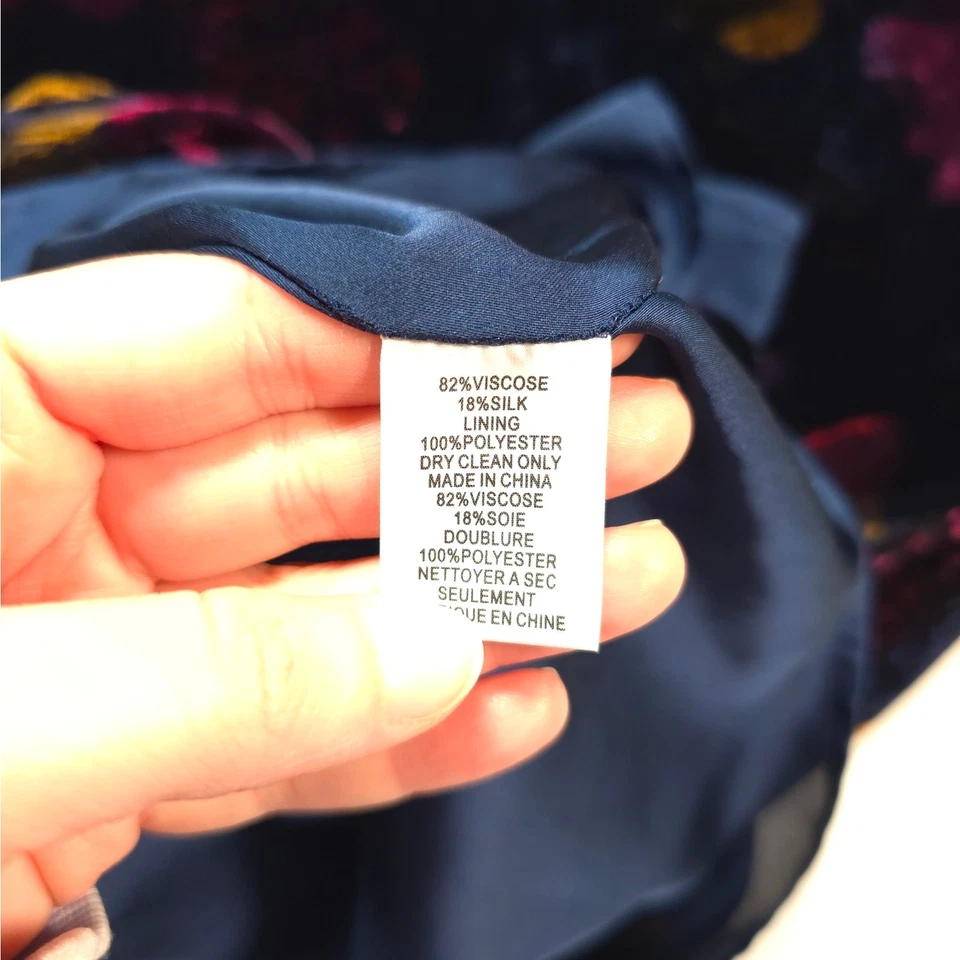 82%VISCOSE
18%SILK
LINING
100%POLYESTER
DRY CLEAN ONLY
MADE IN CHINA
82%VISCOSE
18%SOIE
DOUBLURE
100%POLYESTER
NETTOYER A SEC
SEULEMENT
EN CHINE